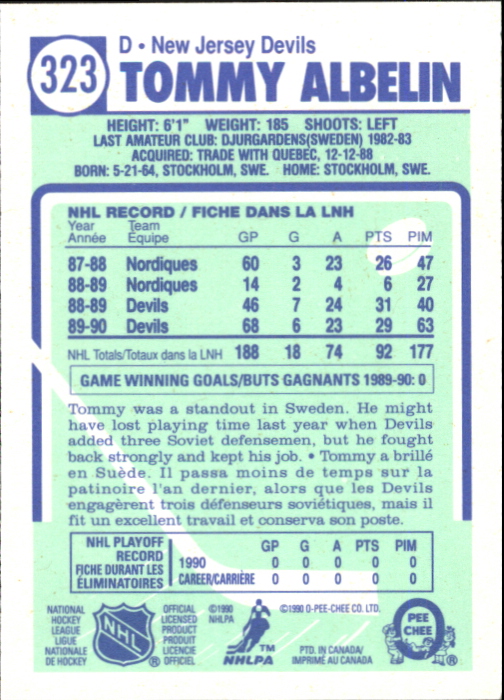 323
D • New Jersey Devils
TOMMY ALBELIN
HEIGHT: 6'1" WEIGHT: 185 SHOOTS: LEFT
LAST AMATEUR CLUB: DJURGARDENS(SWEDEN) 1982-83
ACQUIRED: TRADE WITH QUEBEC, 12-12-88
BORN: 5-21-64, STOCKHOLM, SWE. HOME: STOCKHOLM, SWE.
NHL RECORD / FICHE DANS LA LNH
Year Team
Année Equipe GP G A PTS PIM
87-88 Nordiques 60 3 23 26 47
88-89 Nordiques 14 2 4 6 27
88-89 Devils 46 7 24 31 40
89-90 Devils 68 6 23 29 63
NHL Totals/Totaux dans la LNH 188 18 74 92 177
GAME WINNING GOALS/BUTS GAGNANTS 1989-90: 0
Tommy was a standout in Sweden. He might
have lost playing time last year when Devils
added three Soviet defensemen, but he fought
back strongly and kept his job. • Tommy a brillé
en Suède. Il passa moins de temps sur la
patinoire l'an dernier, alors que les Devils
engagèrent trois défenseurs soviétiques, mais il
fit un excellent travail et conserva son poste.
NHL PLAYOFF
RECORD
FICHE DURANT LES
ÉLIMINATOIRES
GP G A PTS PIM
1990 0 0 0 0 0
CAREER/CARRIÈRE 0 0 0 0 0
NATIONAL
HOCKEY
LEAGUE
LIGUE
NATIONALE
DE HOCKEY
NHL
®
OFFICIAL
LICENSED
PRODUCT
PRODUIT
LICENCIÉ
OFFICIEL
©1990
NHLPA
TM
NHLPA
©1990 O-PEE-CHEE CO. LTD.
PTD. IN CANADA/
IMPRIMÉ AU CANADA
PEE
CHEE
®